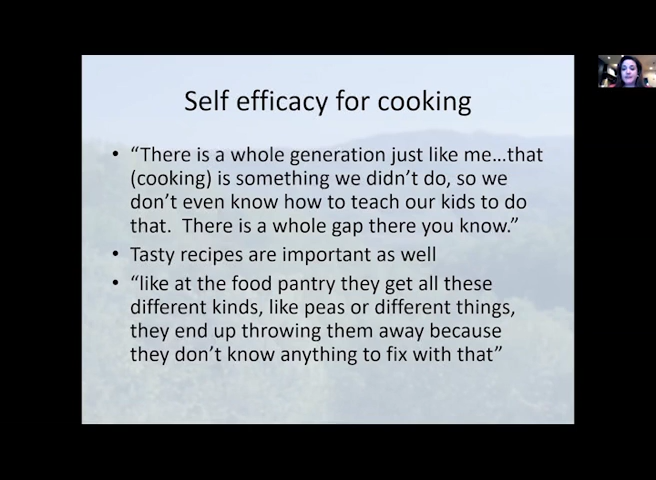 Self efficacy for cooking
• “There is a whole generation just like me…that
(cooking) is something we didn’t do, so we
don’t even know how to teach our kids to do
that.  There is a whole gap there you know.”
• Tasty recipes are important as well
• “like at the food pantry they get all these
different kinds, like peas or different things,
they end up throwing them away because
they don’t know anything to fix with that”